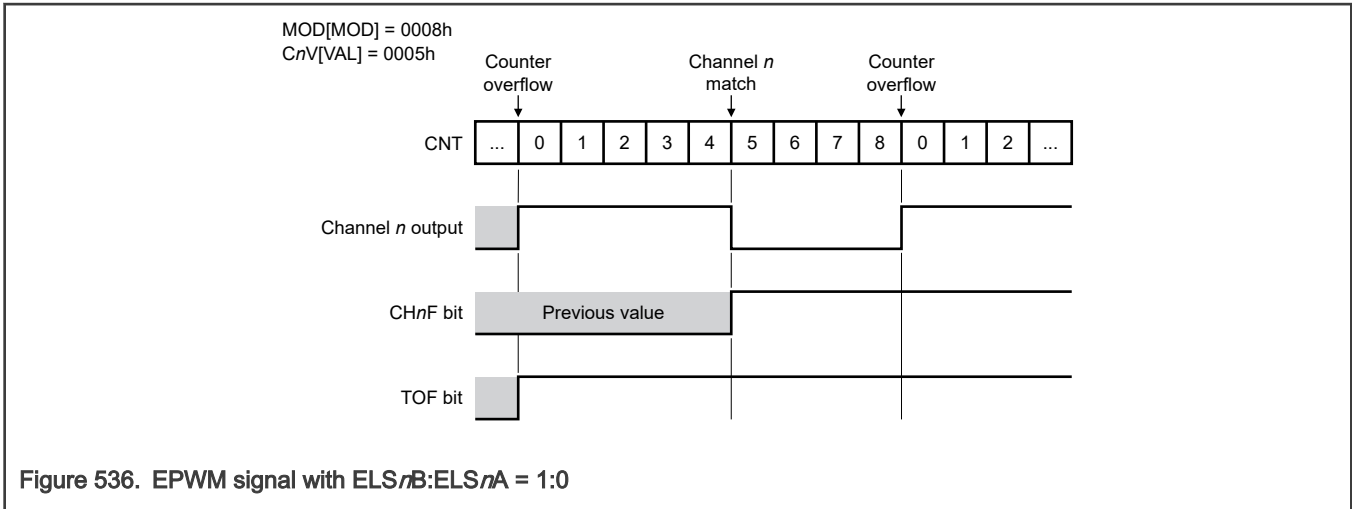 MOD[MOD] = 0008h
CnV[VAL] = 0005h
Counter
overflow
Channel n
match
Counter
overflow
CNT ... 0 1 2 3 4 5 6 7 8 0 1 2 ...
Channel n output
CHnF bit Previous value
TOF bit
Figure 536. EPWM signal with ELSnB:ELSnA = 1:0